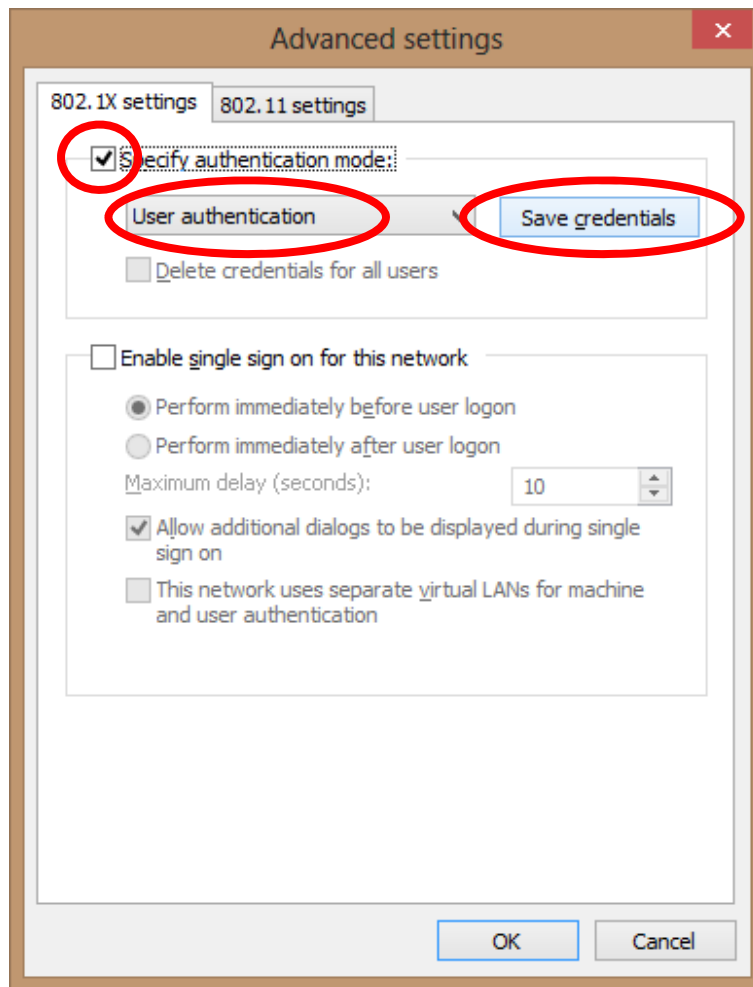 Advanced settings
802.1X settings
802.11 settings
Specify authentication mode:
User authentication
Save credentials
Delete credentials for all users
Enable single sign on for this network
Perform immediately before user logon
Perform immediately after user logon
Maximum delay (seconds):
10
Allow additional dialogs to be displayed during single
sign on
This network uses separate virtual LANs for machine
and user authentication
OK
Cancel